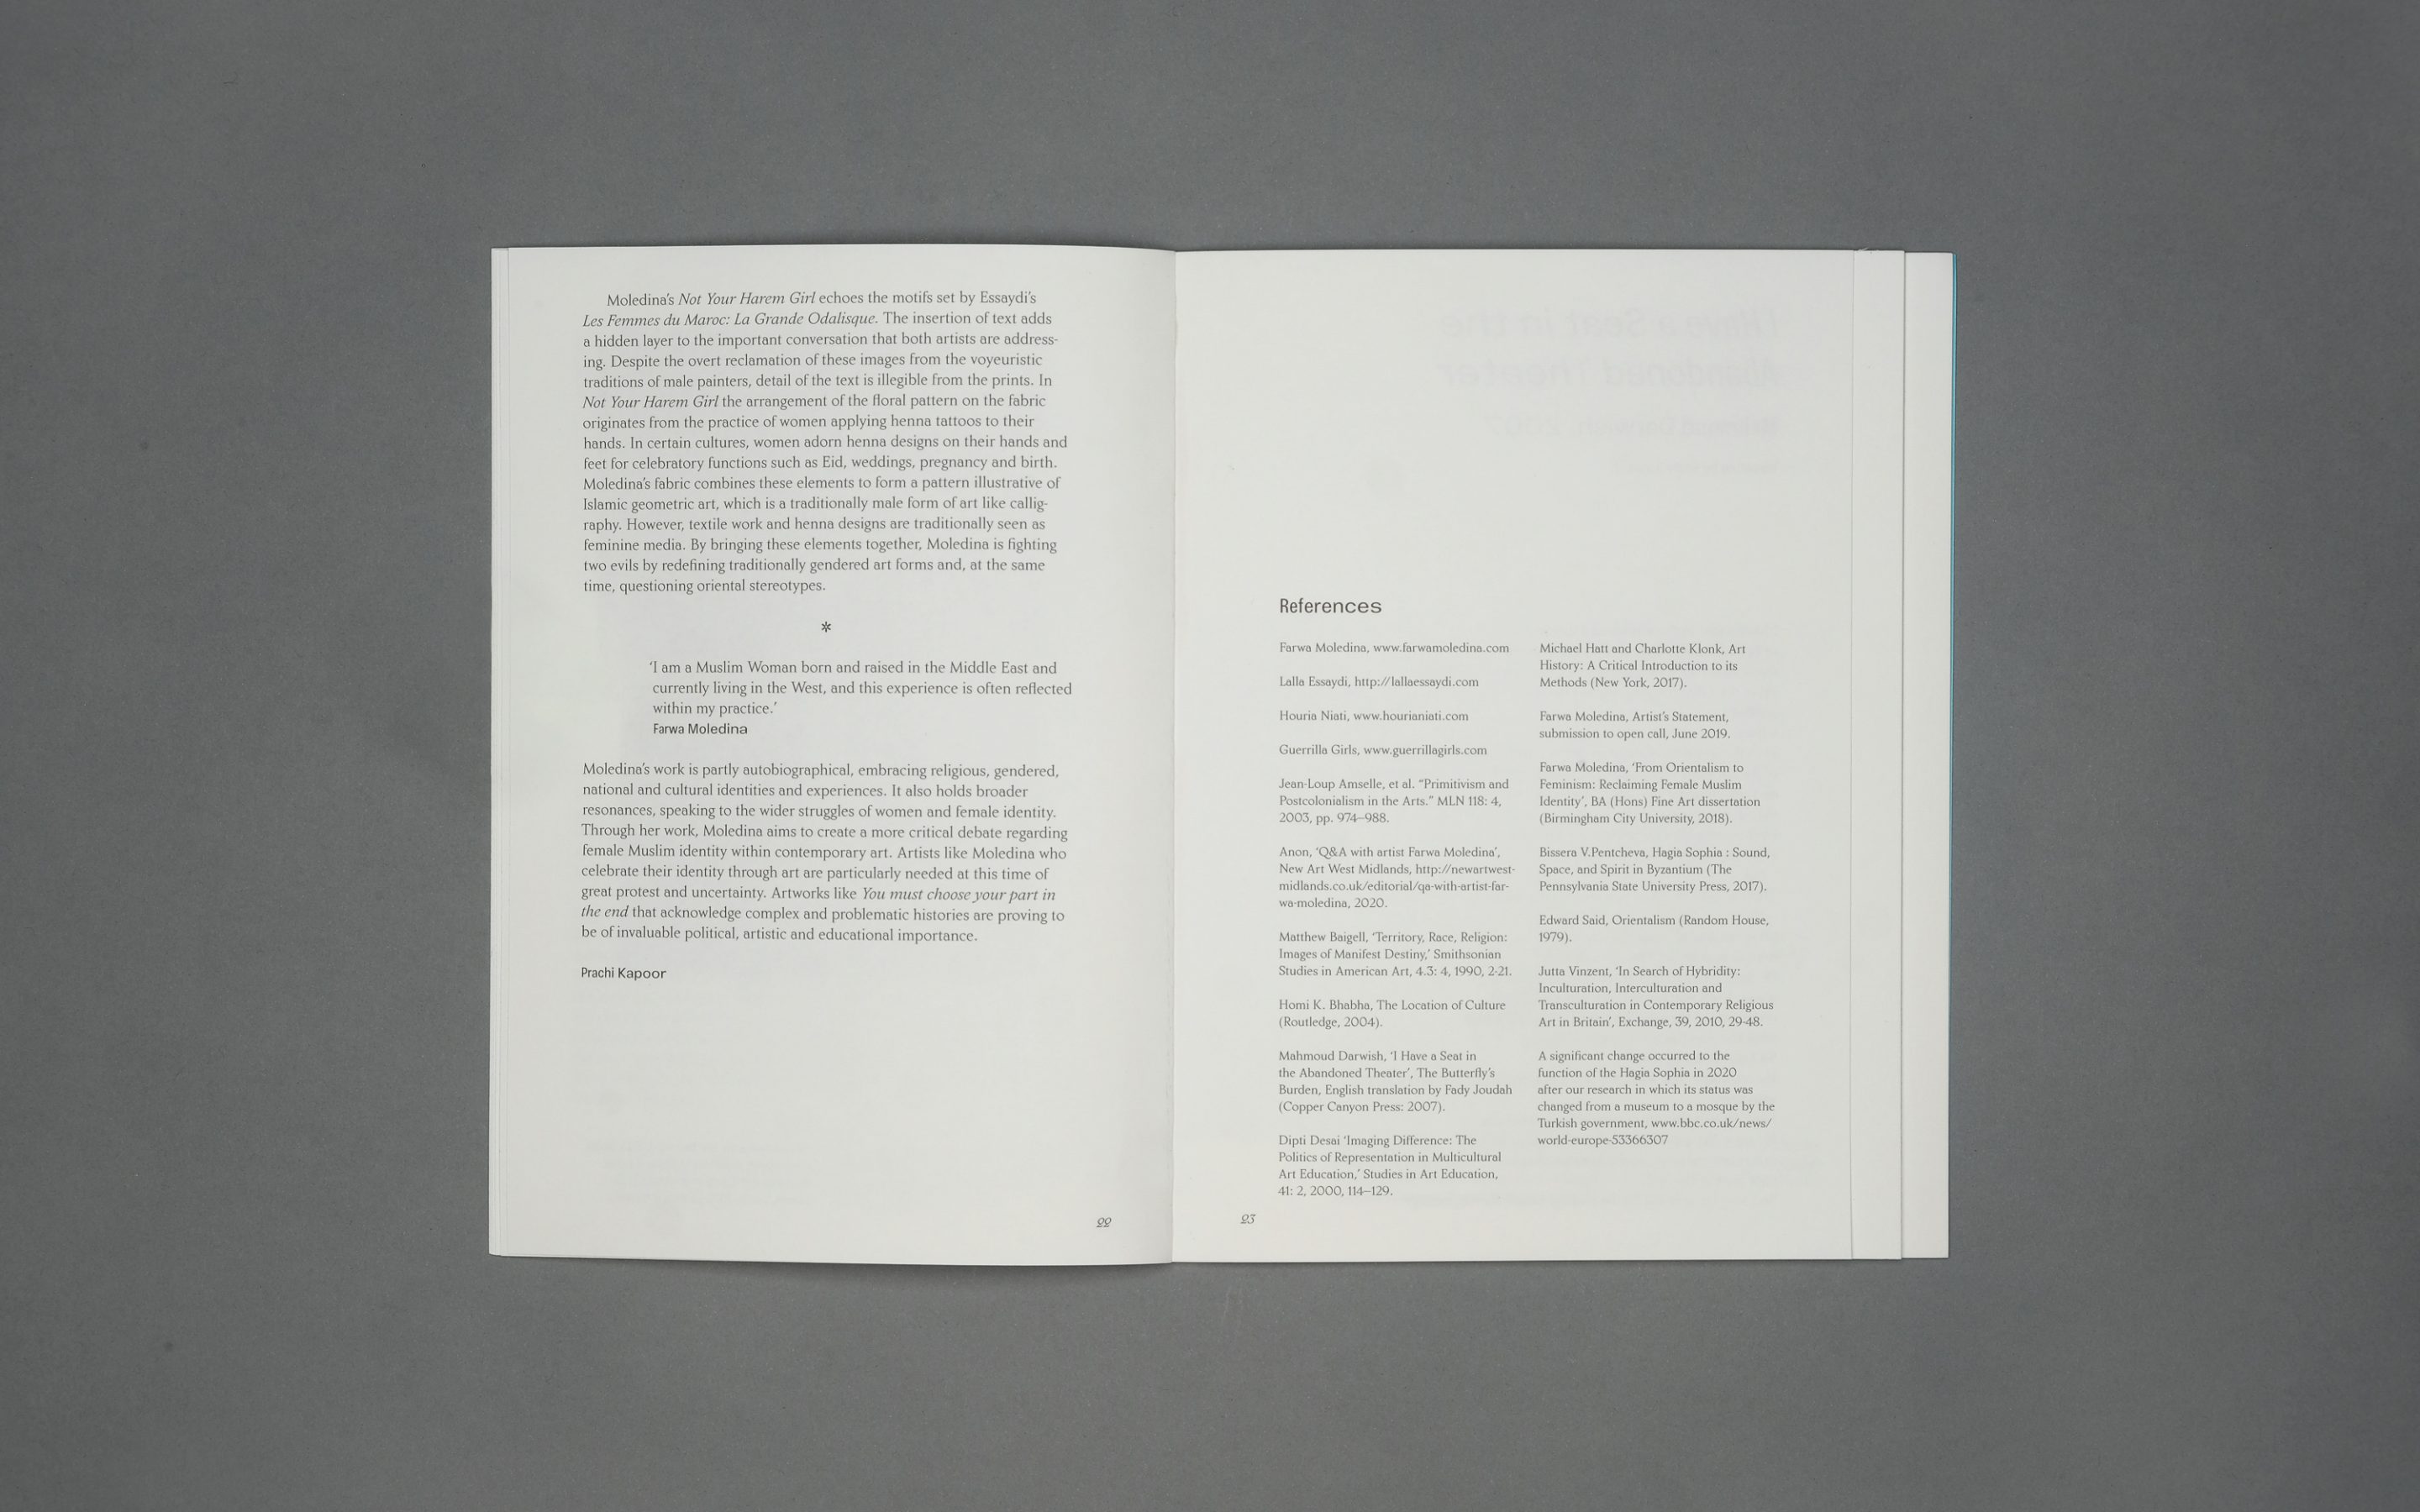 Moledina's Not Your Harem Girl echoes the motifs set by Essaydi's
Les Femmes du Maroc: La Grande Odalisque. The insertion of text adds
a hidden layer to the important conversation that both artists are address-
ing. Despite the overt reclamation of these images from the voyeuristic
traditions of male painters, detail of the text is illegible from the prints. In
Not Your Harem Girl the arrangement of the floral pattern on the fabric
originates from the practice of women applying henna tattoos to their
hands. In certain cultures, women adorn henna designs on their hands and
feet for celebratory functions such as Eid, weddings, pregnancy and birth.
Moledina's fabric combines these elements to form a pattern illustrative of
Islamic geometric art, which is a traditionally male form of art like callig-
raphy. However, textile work and henna designs are traditionally seen as
feminine media. By bringing these elements together, Moledina is fighting
two evils by redefining traditionally gendered art forms and, at the same
time, questioning oriental stereotypes.
*
'I am a Muslim Woman born and raised in the Middle East and
currently living in the West, and this experience is often reflected
within my practice.'
Farwa Moledina
Moledina's work is partly autobiographical, embracing religious, gendered,
national and cultural identities and experiences. It also holds broader
resonances, speaking to the wider struggles of women and female identity.
Through her work, Moledina aims to create a more critical debate regarding
female Muslim identity within contemporary art. Artists like Moledina who
celebrate their identity through art are particularly needed at this time of
great protest and uncertainty. Artworks like You must choose your part in
the end that acknowledge complex and problematic histories are proving to
be of invaluable political, artistic and educational importance.
Prachi Kapoor
22
References
Farwa Moledina, www.farwamoledina.com
Lalla Essaydi, http://lallaessaydi.com
Houria Niati, www.hourianiati.com
Guerrilla Girls, www.guerrillagirls.com
Jean-Loup Amselle, et al. "Primitivism and
Postcolonialism in the Arts." MLN 118: 4,
2003, pp. 974–988.
Anon, 'Q&A with artist Farwa Moledina',
New Art West Midlands, http://newartwest-
midlands.co.uk/editorial/qa-with-artist-far-
wa-moledina, 2020.
Matthew Baigell, 'Territory, Race, Religion:
Images of Manifest Destiny,' Smithsonian
Studies in American Art, 4.3: 4, 1990, 2-21.
Homi K. Bhabha, The Location of Culture
(Routledge, 2004).
Mahmoud Darwish, 'I Have a Seat in
the Abandoned Theater', The Butterfly's
Burden, English translation by Fady Joudah
(Copper Canyon Press: 2007).
Dipti Desai 'Imaging Difference: The
Politics of Representation in Multicultural
Art Education,' Studies in Art Education,
41: 2, 2000, 114–129.
Michael Hatt and Charlotte Klonk, Art
History: A Critical Introduction to its
Methods (New York, 2017).
Farwa Moledina, Artist's Statement,
submission to open call, June 2019.
Farwa Moledina, 'From Orientalism to
Feminism: Reclaiming Female Muslim
Identity', BA (Hons) Fine Art dissertation
(Birmingham City University, 2018).
Bissera V.Pentcheva, Hagia Sophia : Sound,
Space, and Spirit in Byzantium (The
Pennsylvania State University Press, 2017).
Edward Said, Orientalism (Random House,
1979).
Jutta Vinzent, 'In Search of Hybridity:
Inculturation, Interculturation and
Transculturation in Contemporary Religious
Art in Britain', Exchange, 39, 2010, 29-48.
A significant change occurred to the
function of the Hagia Sophia in 2020
after our research in which its status was
changed from a museum to a mosque by the
Turkish government, www.bbc.co.uk/news/
world-europe-53366307
23